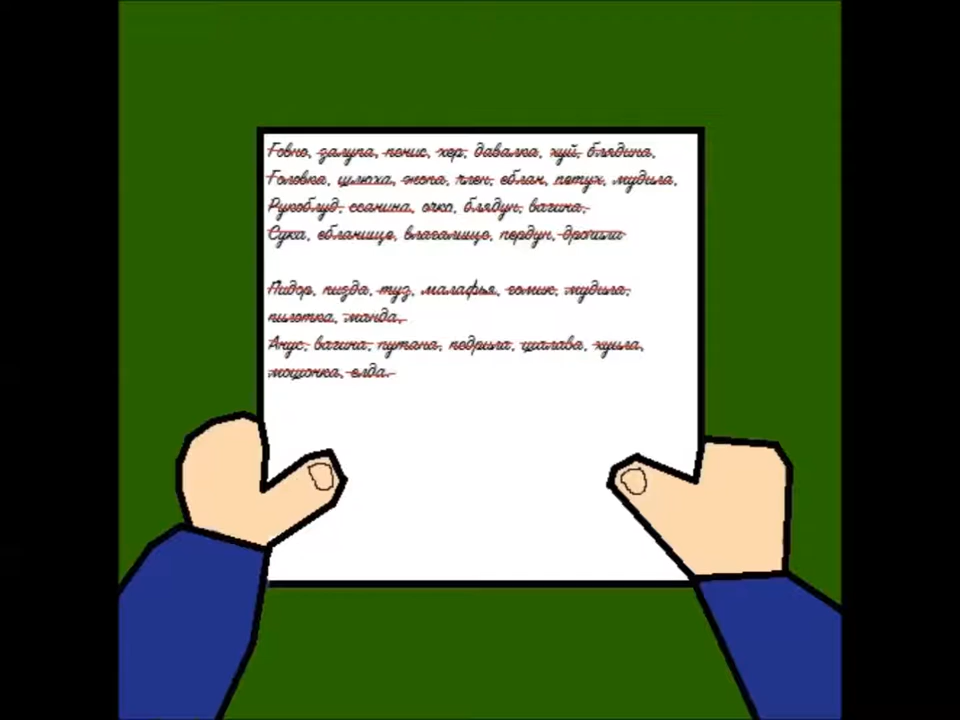 Говно, залупа, пенис, хер, давалка, хуй, блядина,
Головка, шлюха, жопа, член, еблан, петух, мудила,
Рукоблуд, ссанина, очко, блядун, вагина,
Сука, ебланище, влагалище, пердун, дрочила
Пидор, пизда, туз, малафья, гомик, мудила,
пилотка, манда,
Анус, вагина, путана, педрила, шалава, хуила,
мошонка, елда.